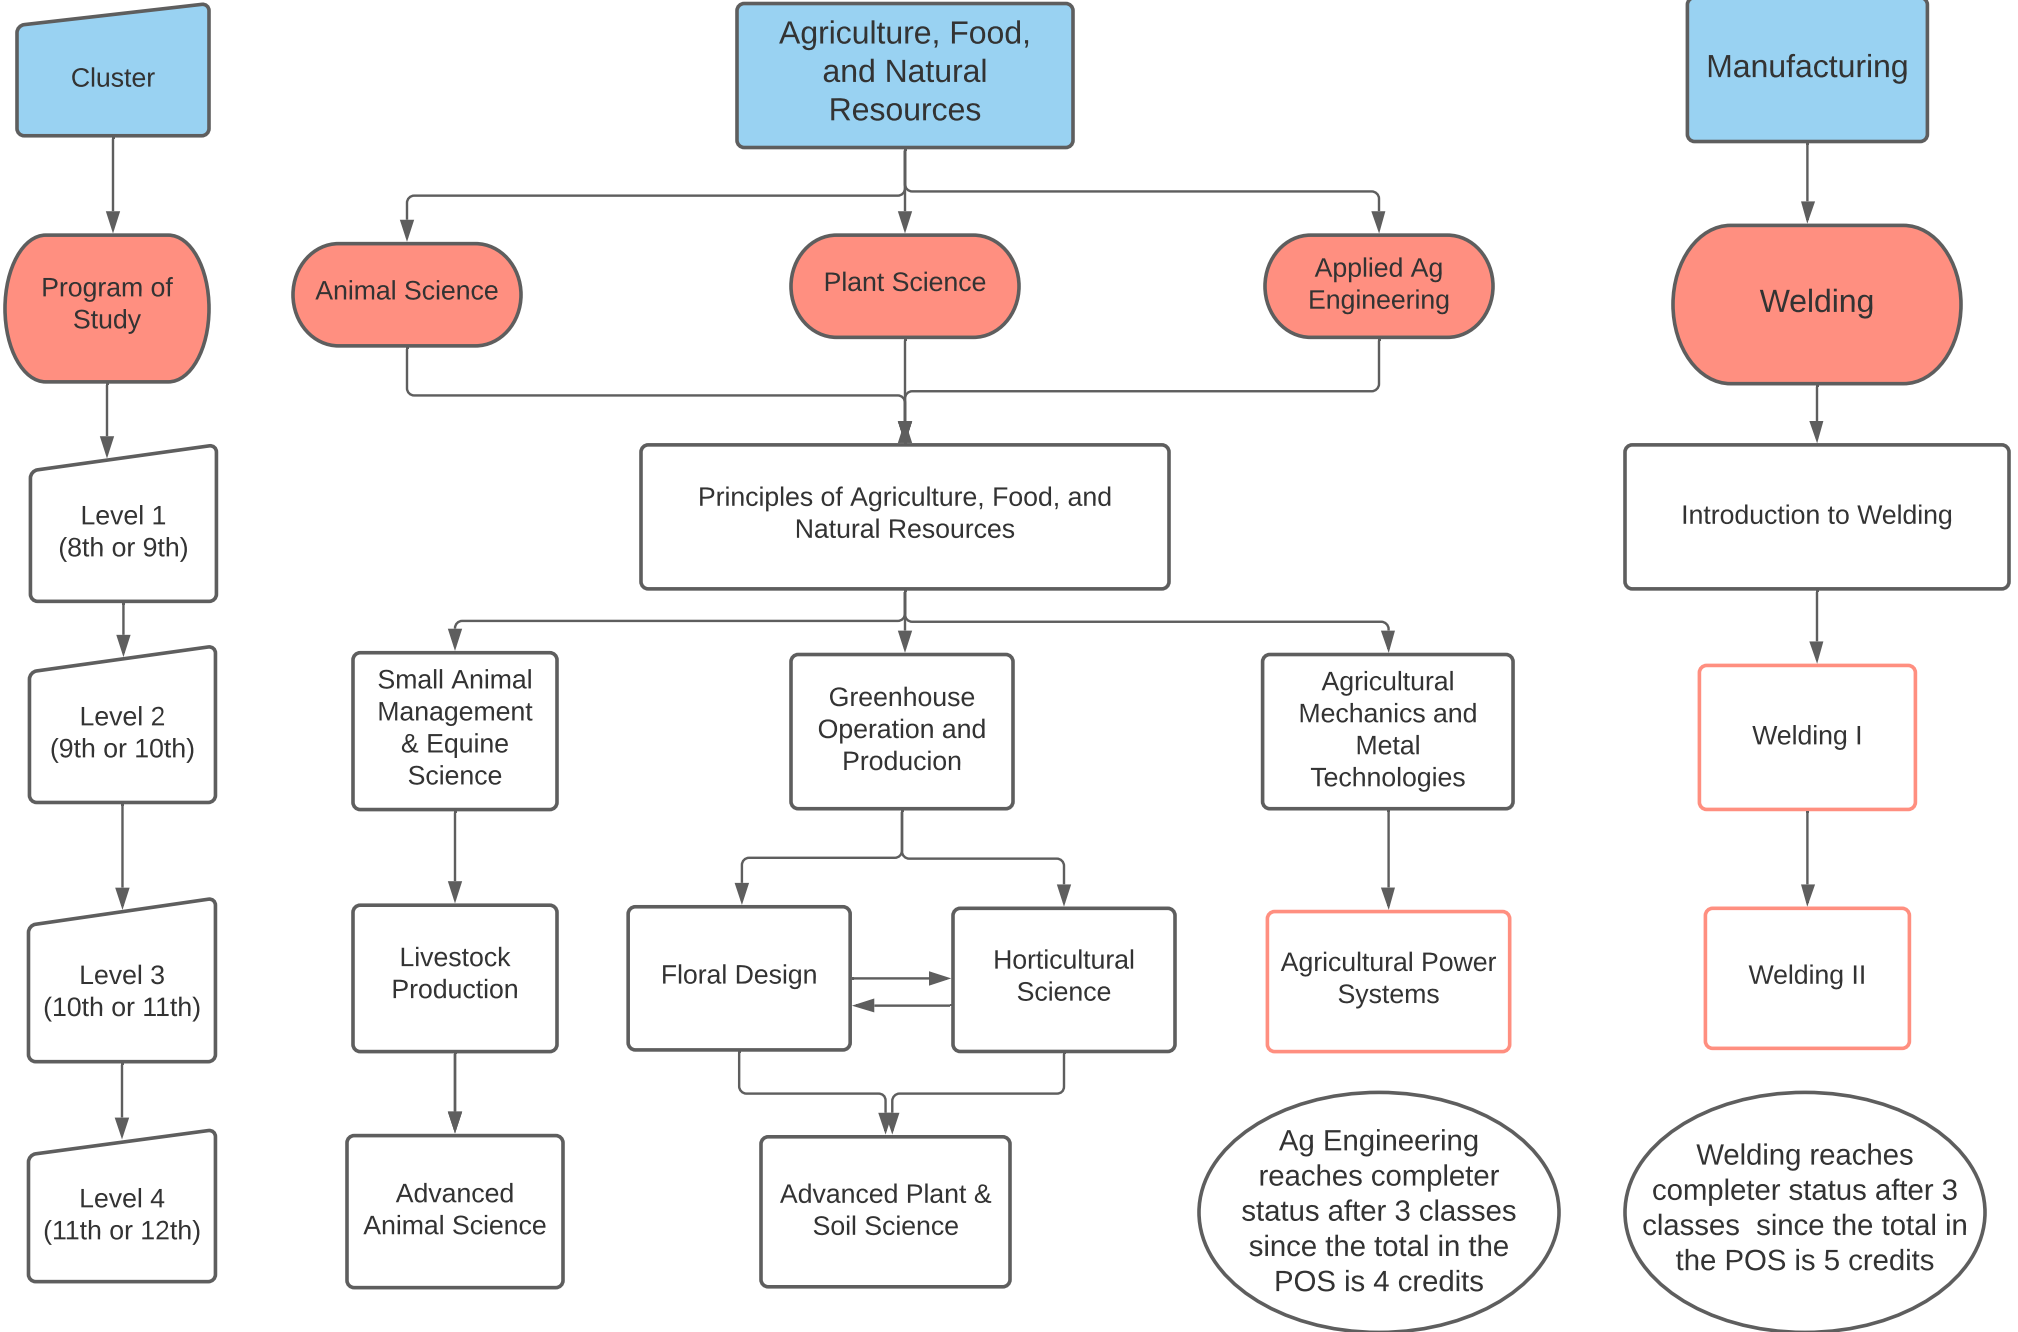 Cluster
Agriculture, Food,
and Natural
Resources
Manufacturing
Program of
Study
Animal Science
Plant Science
Applied Ag
Engineering
Welding
Level 1
(8th or 9th)
Principles of Agriculture, Food, and
Natural Resources
Introduction to Welding
Level 2
(9th or 10th)
Small Animal
Management
& Equine
Science
Greenhouse
Operation and
Producion
Agricultural
Mechanics and
Metal
Technologies
Welding I
Level 3
(10th or 11th)
Livestock
Production
Floral Design
Horticultural
Science
Agricultural Power
Systems
Welding II
Level 4
(11th or 12th)
Advanced
Animal Science
Advanced Plant &
Soil Science
Ag Engineering
reaches completer
status after 3 classes
since the total in the
POS is 4 credits
Welding reaches
completer status after 3
classes  since the total in
the POS is 5 credits